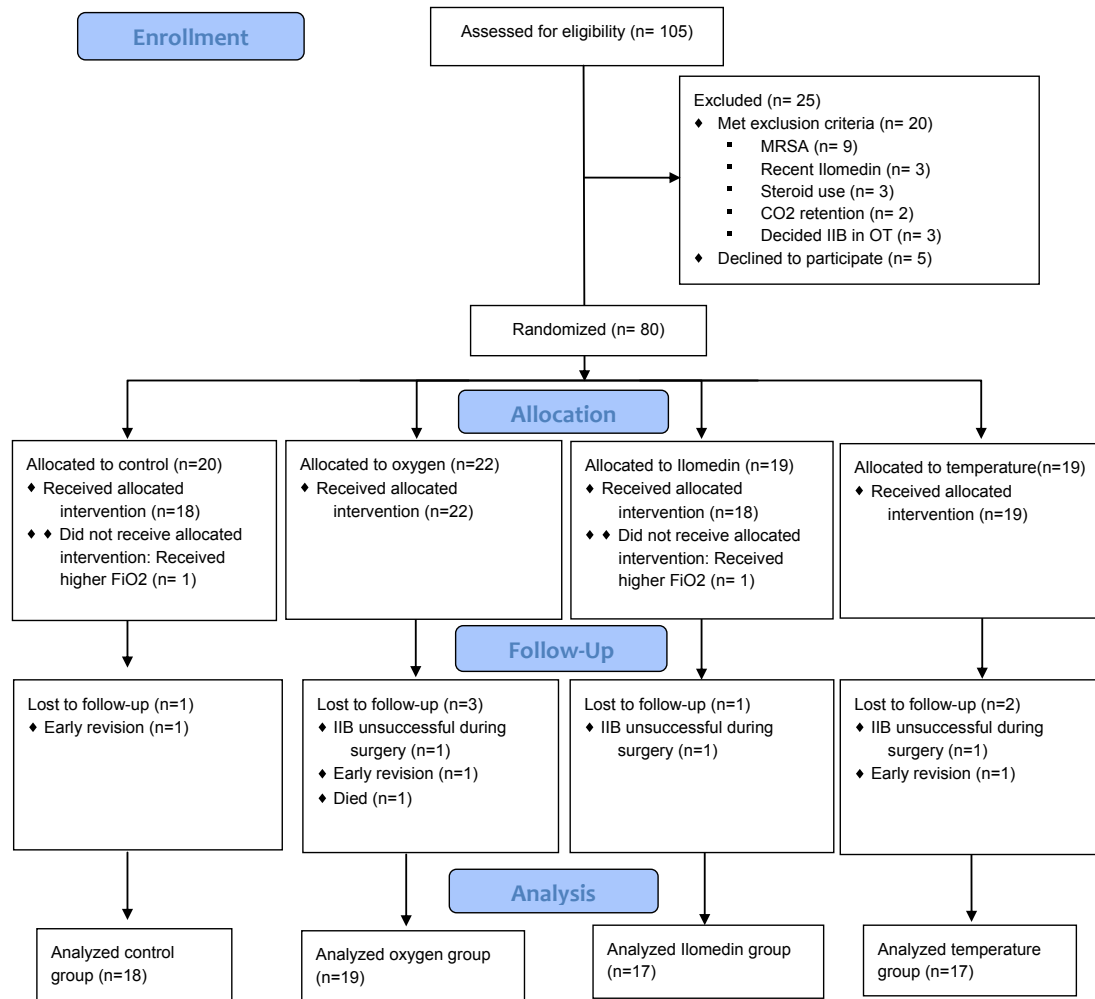 Enrollment
Assessed for eligibility (n= 105)
Excluded (n= 25)
♦ Met exclusion criteria (n= 20)
▪ MRSA (n= 9)
▪ Recent Ilomedin (n= 3)
▪ Steroid use (n= 3)
▪ CO2 retention (n= 2)
▪ Decided IIB in OT (n= 3)
♦ Declined to participate (n= 5)
Randomized (n= 80)
Allocation
Allocated to control (n=20)
♦ Received allocated
intervention (n=18)
♦ ♦ Did not receive allocated
intervention: Received
higher FiO2 (n= 1)
Allocated to oxygen (n=22)
♦ Received allocated
intervention (n=22)
Allocated to Ilomedin (n=19)
♦ Received allocated
intervention (n=18)
♦ ♦ Did not receive allocated
intervention: Received
higher FiO2 (n= 1)
Allocated to temperature(n=19)
♦ Received allocated
intervention (n=19)
Follow-Up
Lost to follow-up (n=1)
♦ Early revision (n=1)
Lost to follow-up (n=3)
♦ IIB unsuccessful during
surgery (n=1)
♦ Early revision (n=1)
♦ Died (n=1)
Lost to follow-up (n=1)
♦ IIB unsuccessful during
surgery (n=1)
Lost to follow-up (n=2)
♦ IIB unsuccessful during
surgery (n=1)
♦ Early revision (n=1)
Analysis
Analyzed control
group (n=18)
Analyzed oxygen group
(n=19)
Analyzed Ilomedin group
(n=17)
Analyzed temperature
group (n=17)